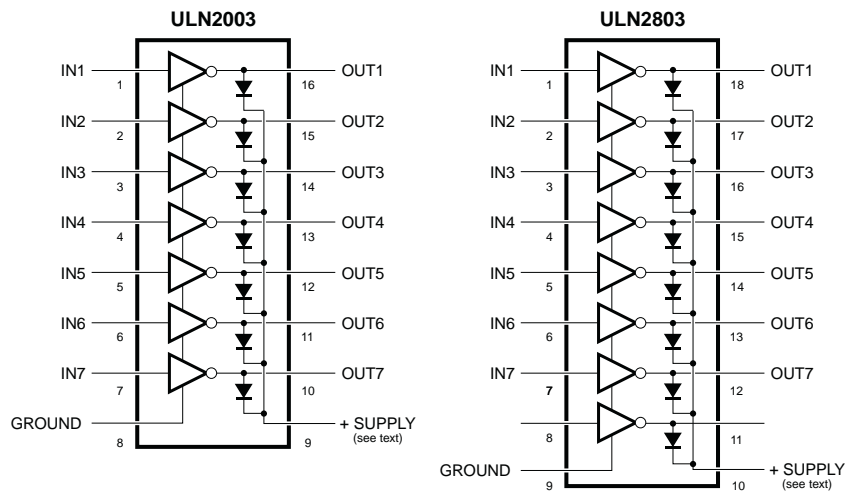 ULN2003
IN1 1 16 OUT1
IN2 2 15 OUT2
IN3 3 14 OUT3
IN4 4 13 OUT4
IN5 5 12 OUT5
IN6 6 11 OUT6
IN7 7 10 OUT7
GROUND 8 9 + SUPPLY
(see text)
ULN2803
IN1 1 18 OUT1
IN2 2 17 OUT2
IN3 3 16 OUT3
IN4 4 15 OUT4
IN5 5 14 OUT5
IN6 6 13 OUT6
IN7 7 12 OUT7
8 11
GROUND 9 10 + SUPPLY
(see text)